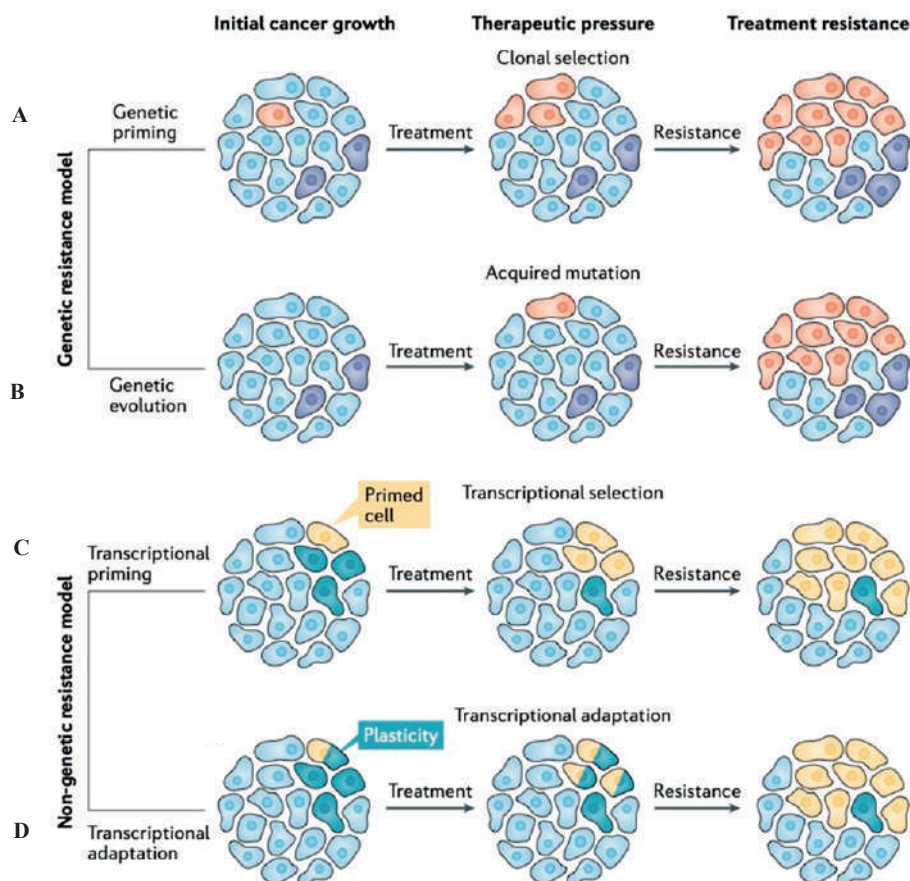 Initial cancer growth
Therapeutic pressure
Treatment resistance
Clonal selection
A
Genetic
priming
Treatment
Resistance
Genetic resistance model
Acquired mutation
Treatment
Resistance
B
Genetic
evolution
Primed
cell
Transcriptional selection
C
Transcriptional
priming
Treatment
Resistance
Non-genetic resistance model
Plasticity
Transcriptional adaptation
Treatment
Resistance
D
Transcriptional
adaptation